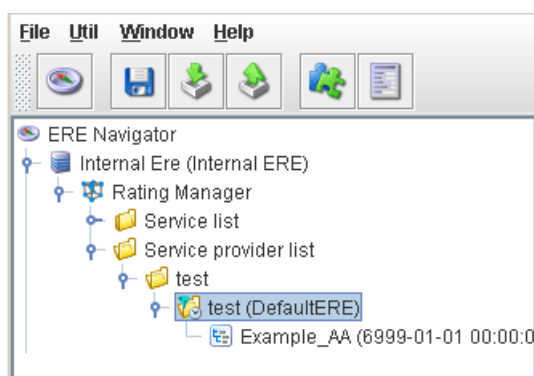 File Util Window Help
ERE Navigator
Internal Ere (Internal ERE)
Rating Manager
Service list
Service provider list
test
test (DefaultERE)
Example_AA (6999-01-01 00:00:0